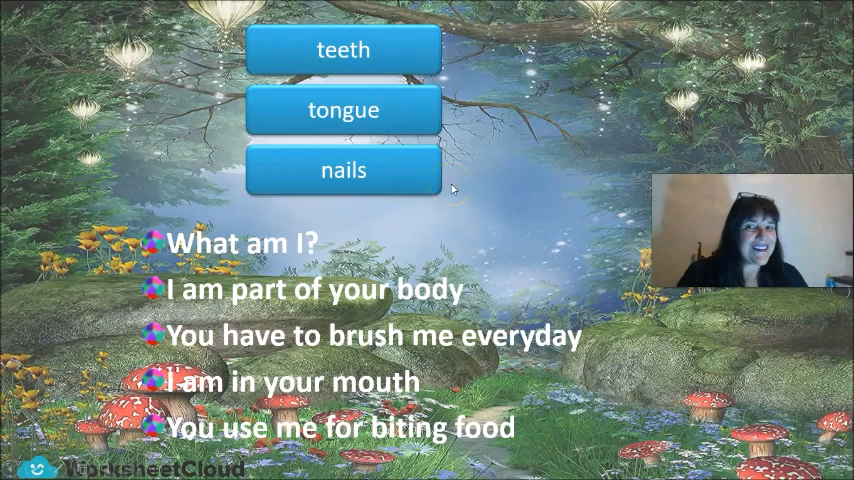 teeth
tongue
nails
What am I?
I am part of your body
You have to brush me everyday
I am in your mouth
You use me for biting food
WorksheetCloud